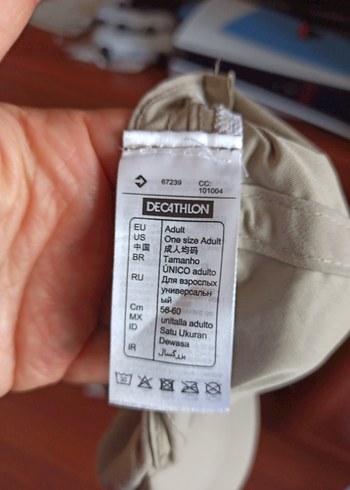 67239 CC:
101004
DECATHLON
EU Adult
US One size Adult
中国 成人均码
BR Tamanho
ÚNICO adulto
RU Для взрослых
универсальн
ый
Cm 56-60
MX unitalla adulto
ID Satu Ukuran
Dewasa
IR بزرگسال